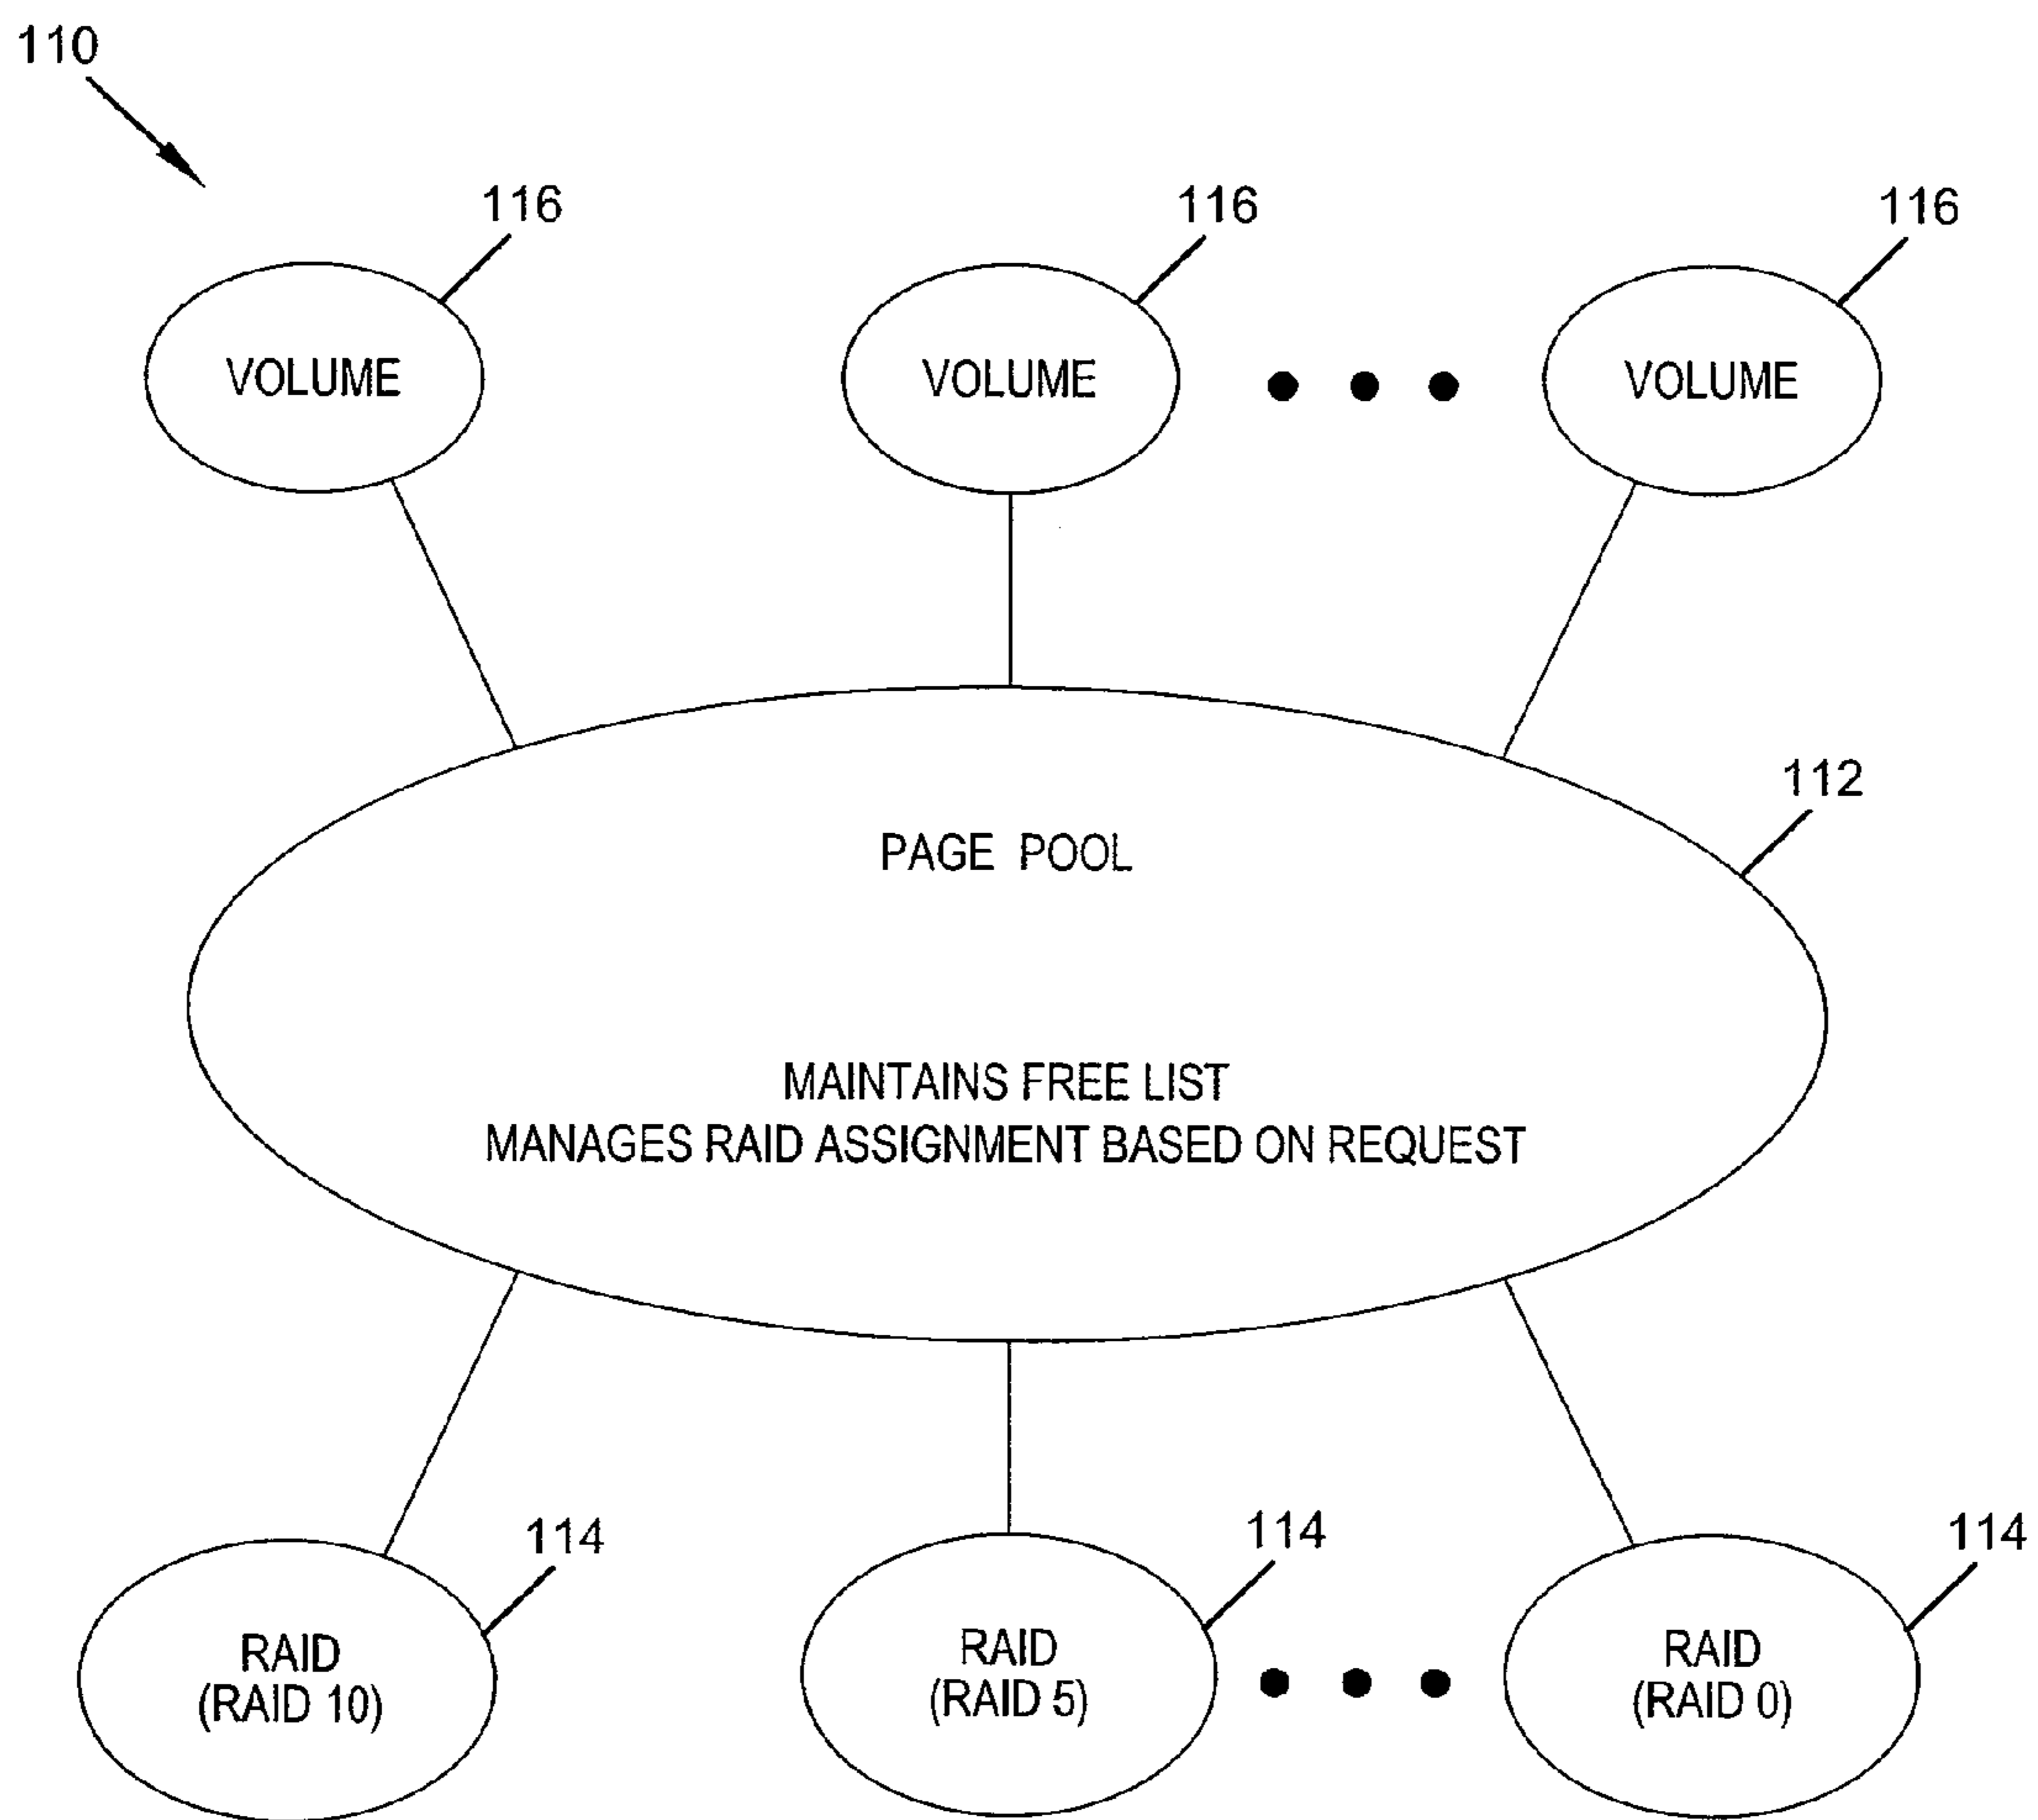 110
116
116
116
VOLUME
VOLUME
VOLUME
112
PAGE POOL
MAINTAINS FREE LIST
MANAGES RAID ASSIGNMENT BASED ON REQUEST
114
114
114
RAID
(RAID 10)
RAID
(RAID 5)
RAID
(RAID 0)